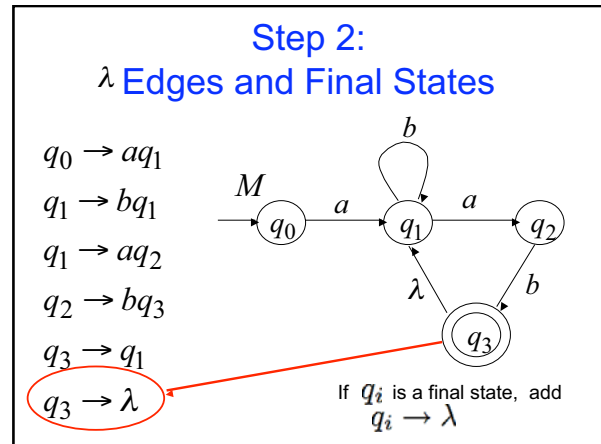 Step 2:
λ Edges and Final States
q₀ → aq₁
q₁ → bq₁
q₁ → aq₂
q₂ → bq₃
q₃ → q₁
q₃ → λ
b
M
q₀
a
q₁
a
q₂
λ
b
q₃
If qᵢ is a final state, add
qᵢ → λ